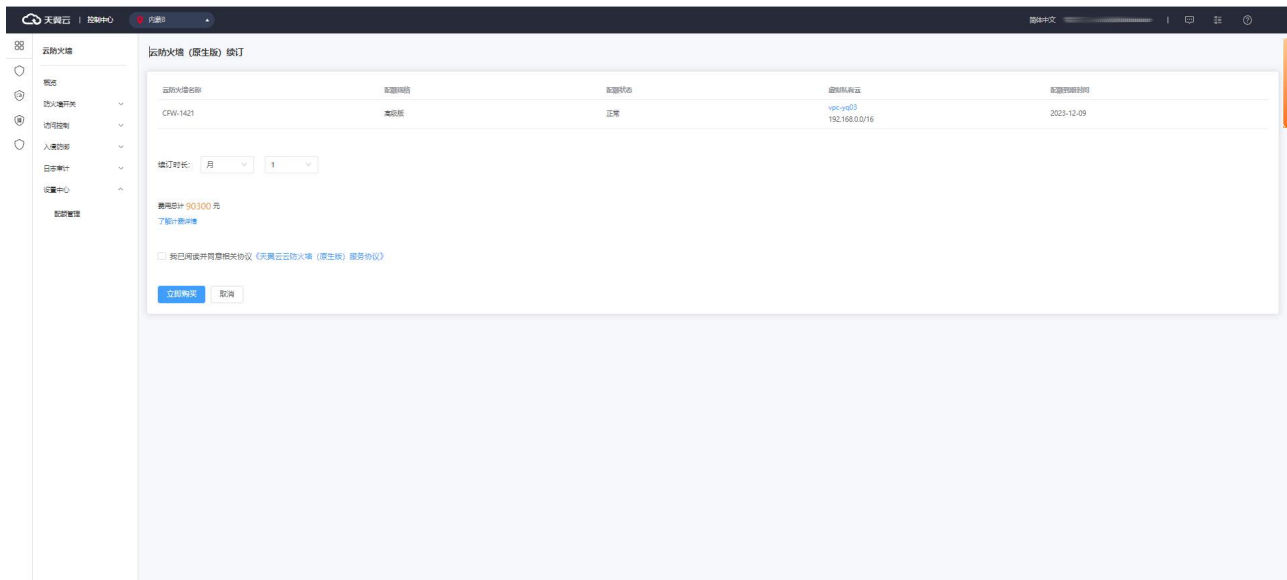 天翼云 | 控制中心 内蒙8 简体中文
云防火墙
概览
防火墙开关
访问控制
入侵防御
日志审计
设置中心
配额管理
云防火墙（原生版）续订
云防火墙名称 配额规格 配额状态 虚拟私有云 配额到期时间
CFW-1421 高级版 正常 vpc-yq03 2023-12-09
192.168.0.0/16
续订时长: 月 1
费用总计 90300 元
了解计费详情
我已阅读并同意相关协议《天翼云云防火墙（原生版）服务协议》
立即购买 取消